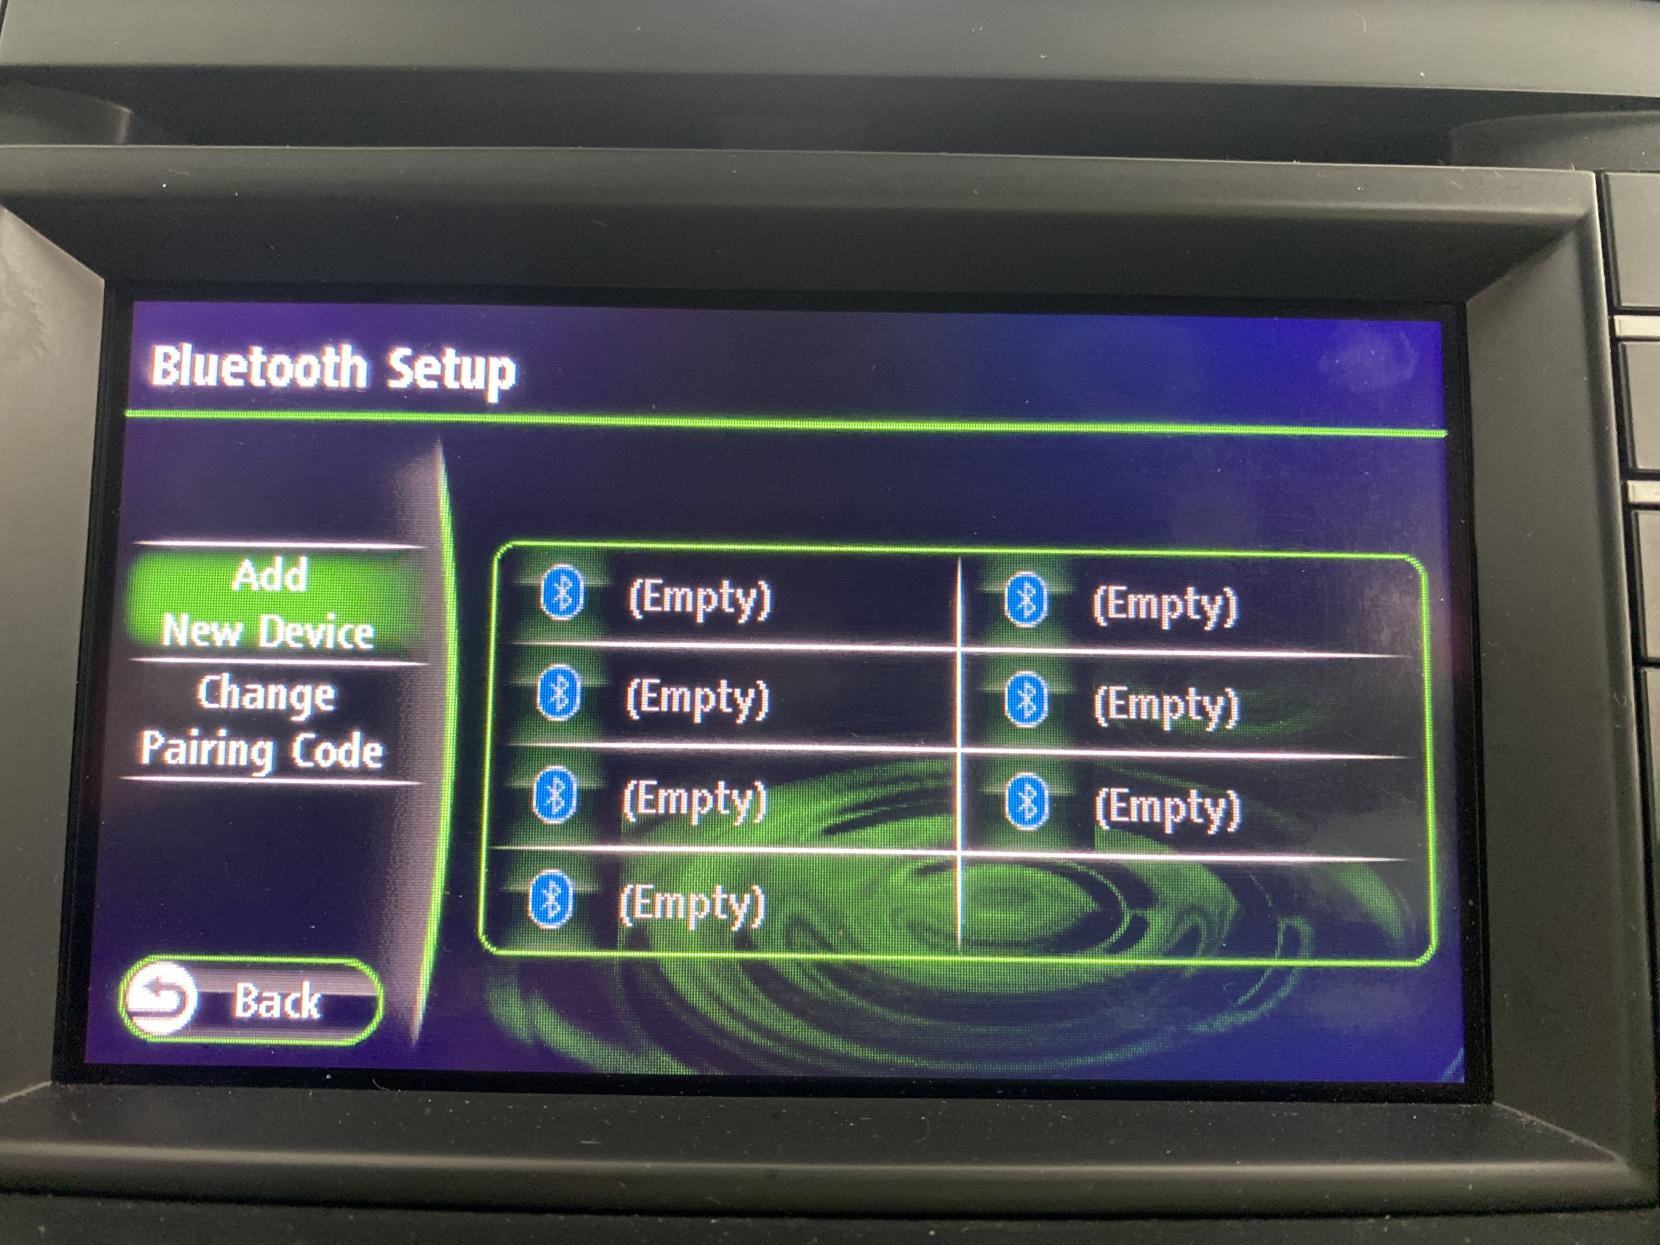 Bluetooth Setup
Add
New Device
Change
Pairing Code
Back
(Empty) (Empty)
(Empty) (Empty)
(Empty) (Empty)
(Empty)